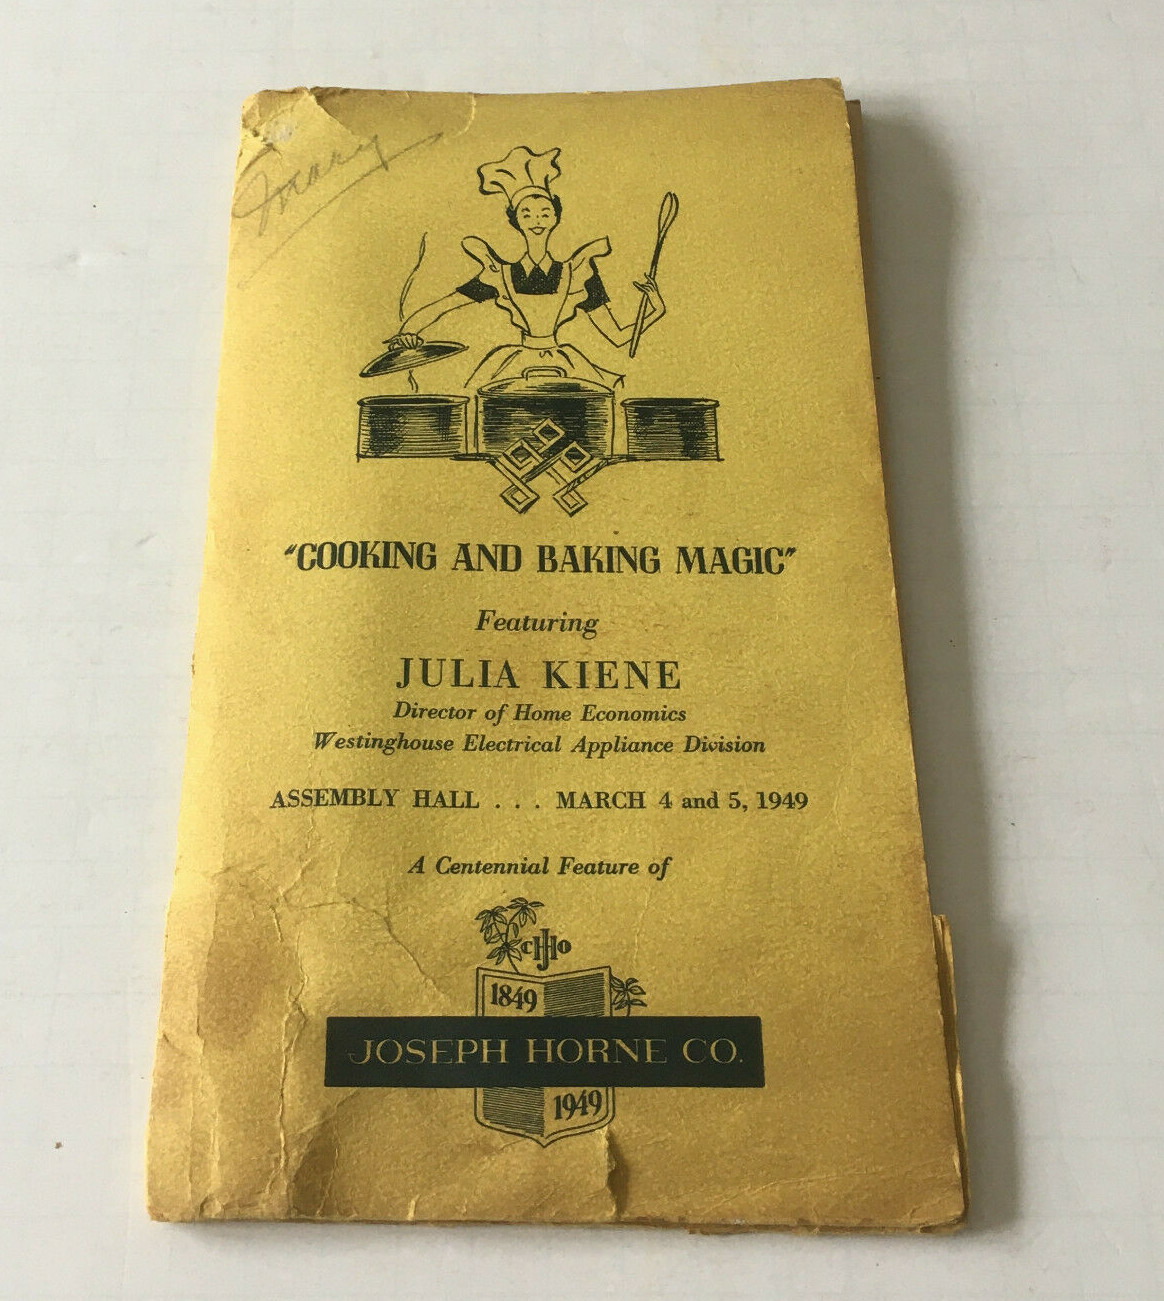 Mary
"COOKING AND BAKING MAGIC"
Featuring
JULIA KIENE
Director of Home Economics
Westinghouse Electrical Appliance Division
ASSEMBLY HALL . . . MARCH 4 and 5, 1949
A Centennial Feature of
1849
JOSEPH HORNE CO.
1949